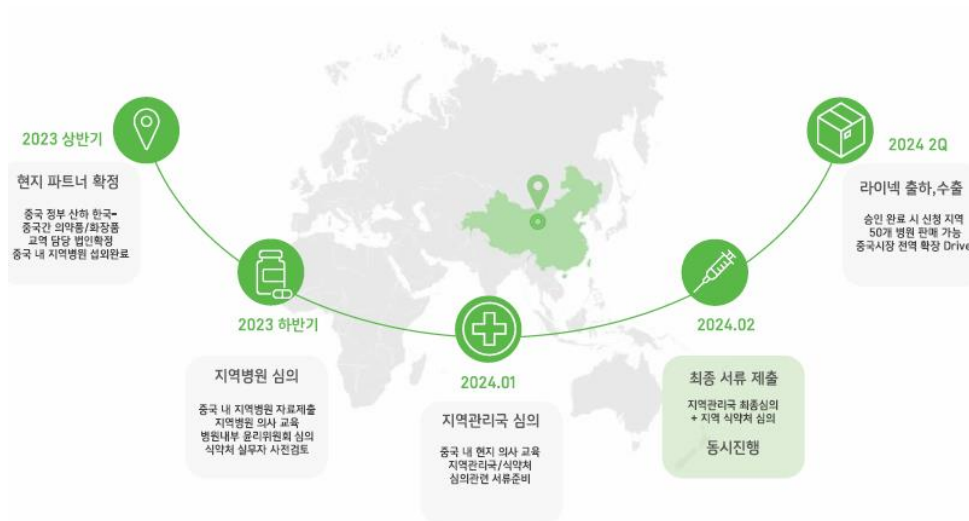 2023 상반기
현지 파트너 확정
중국 정부 산하 한국-
중국간 의약품/화장품
교역 담당 법인확정
중국 내 지역병원 섭외완료
2023 하반기
지역병원 심의
중국 내 지역병원 자료제출
지역병원 의사 교육
병원내부 윤리위원회 심의
식약처 실무자 사전검토
2024.01
지역관리국 심의
중국 내 현지 의사 교육
지역관리국/식약처
심의관련 서류준비
2024.02
최종 서류 제출
지역관리국 최종심의
+ 지역 식약처 심의
동시진행
2024 2Q
라이넥 출하,수출
승인 완료 시 신청 지역
50개 병원 판매 가능
중국시장 전역 확장 Drive